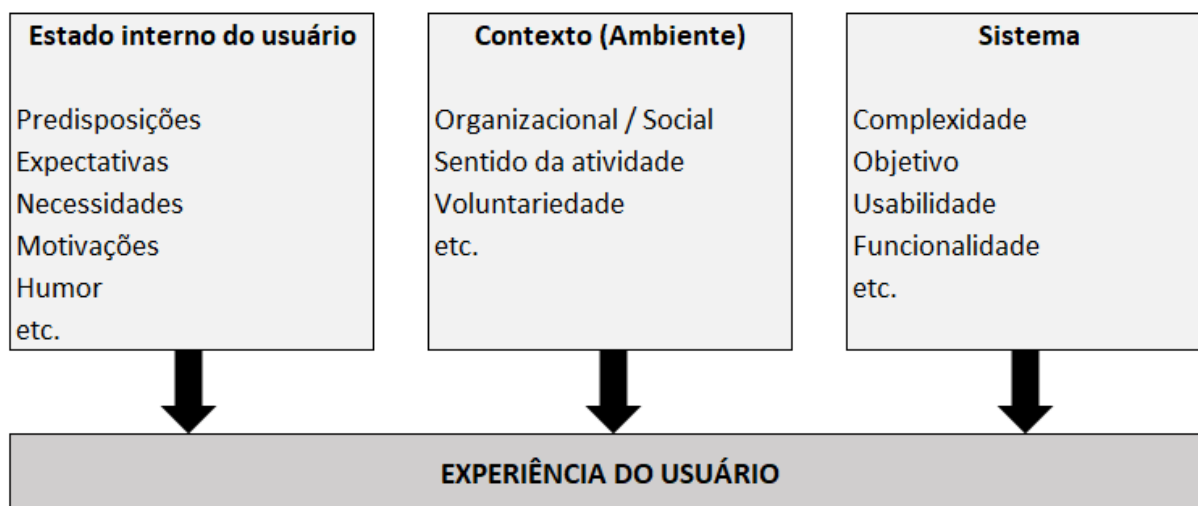 Estado interno do usuário
Predisposições
Expectativas
Necessidades
Motivações
Humor
etc.
Contexto (Ambiente)
Organizacional / Social
Sentido da atividade
Voluntariedade
etc.
Sistema
Complexidade
Objetivo
Usabilidade
Funcionalidade
etc.
EXPERIÊNCIA DO USUÁRIO